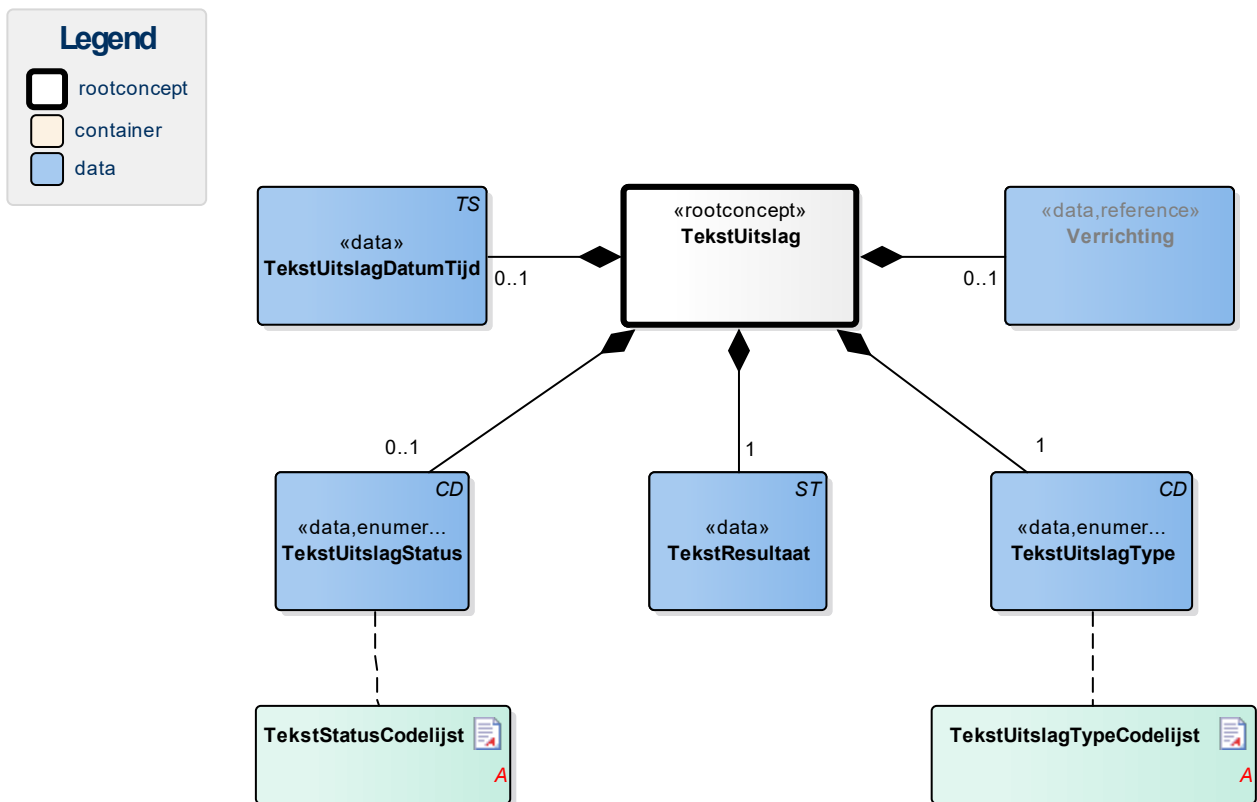 Legend
rootconcept
container
data
TS
«data»
TekstUitslagDatumTijd
0..1
«rootconcept»
TekstUitslag
«data,reference»
Verrichting
0..1
0..1
1
1
CD
«data,enumer...
TekstUitslagStatus
ST
«data»
TekstResultaat
CD
«data,enumer...
TekstUitslagType
TekstStatusCodelijst
A
TekstUitslagTypeCodelijst
A